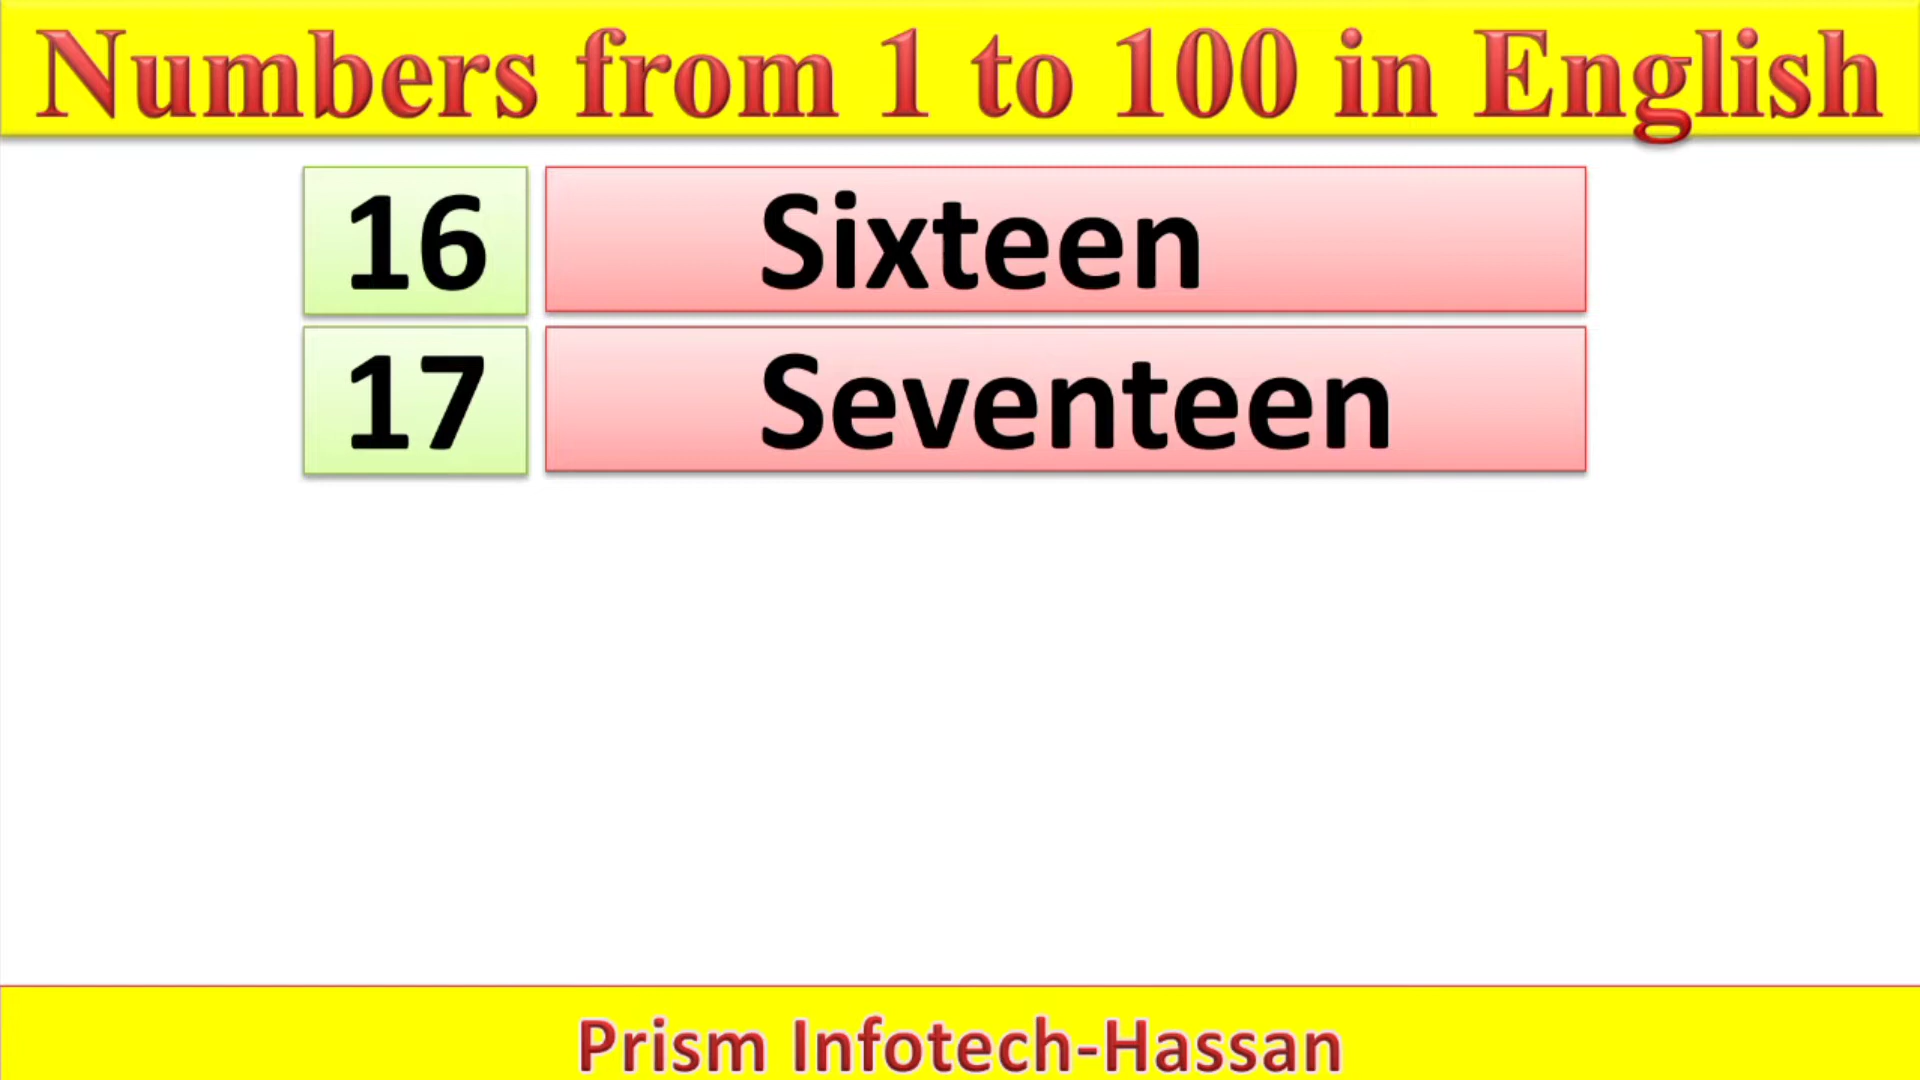 Numbers from 1 to 100 in English
16 Sixteen
17 Seventeen
Prism Infotech-Hassan